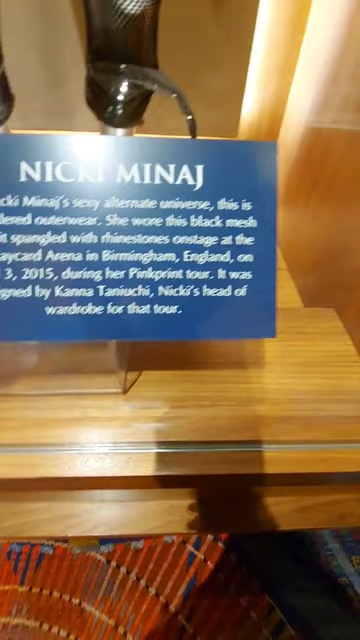 NICKI MINAJ
cki Minaj's sexy alternate universe, this is
dered outerwear. She wore this black mesh
it spangled with rhinestones onstage at the
aycard Arena in Birmingham, England, on
3, 2015, during her Pinkprint tour. It was
igned by Kanna Taniuchi, Nicki's head of
wardrobe for that tour.